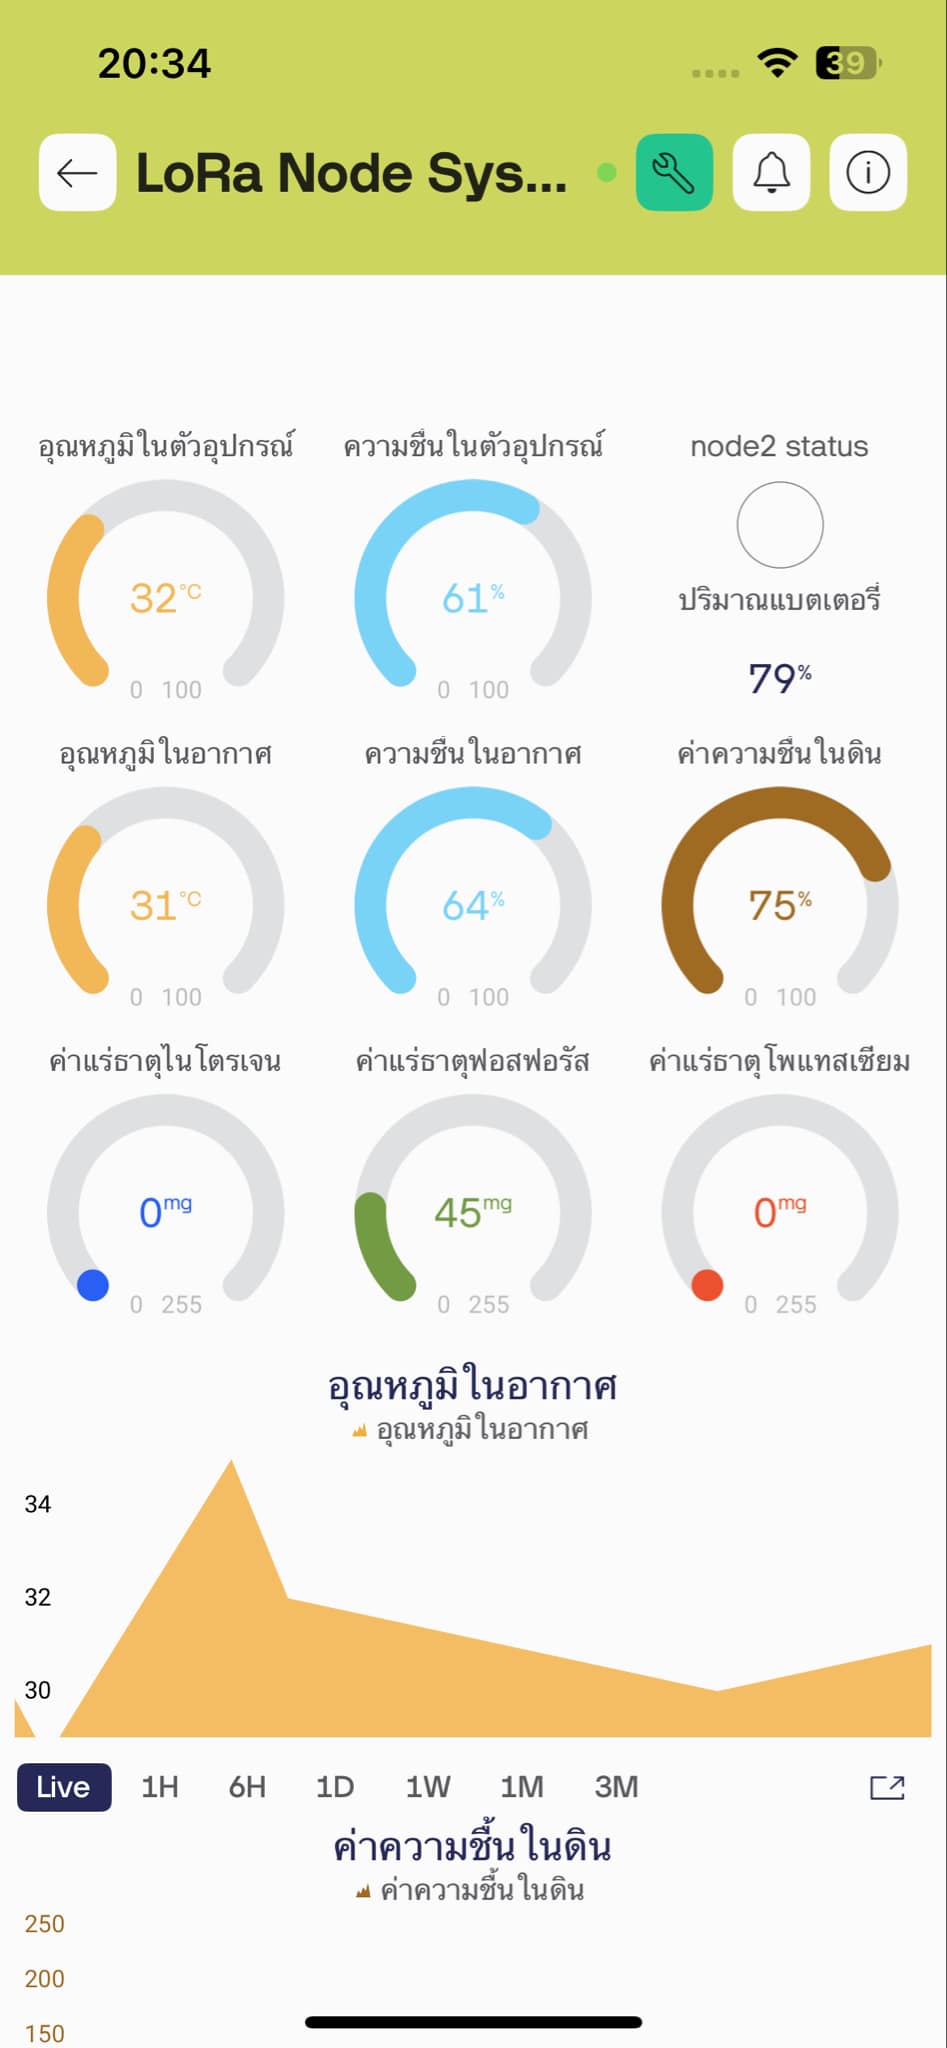 20:34
39
LoRa Node Sys...
อุณหภูมิในตัวอุปกรณ์
ความชื้นในตัวอุปกรณ์
node2 status
32°C
0 100
61%
0 100
ปริมาณแบตเตอรี่
79%
อุณหภูมิในอากาศ
ความชื้นในอากาศ
ค่าความชื้นในดิน
31°C
0 100
64%
0 100
75%
0 100
ค่าแร่ธาตุไนโตรเจน
ค่าแร่ธาตุฟอสฟอรัส
ค่าแร่ธาตุโพแทสเซียม
0mg
0 255
45mg
0 255
0mg
0 255
อุณหภูมิในอากาศ
อุณหภูมิในอากาศ
34
32
30
Live 1H 6H 1D 1W 1M 3M
ค่าความชื้นในดิน
ค่าความชื้นในดิน
250
200
150